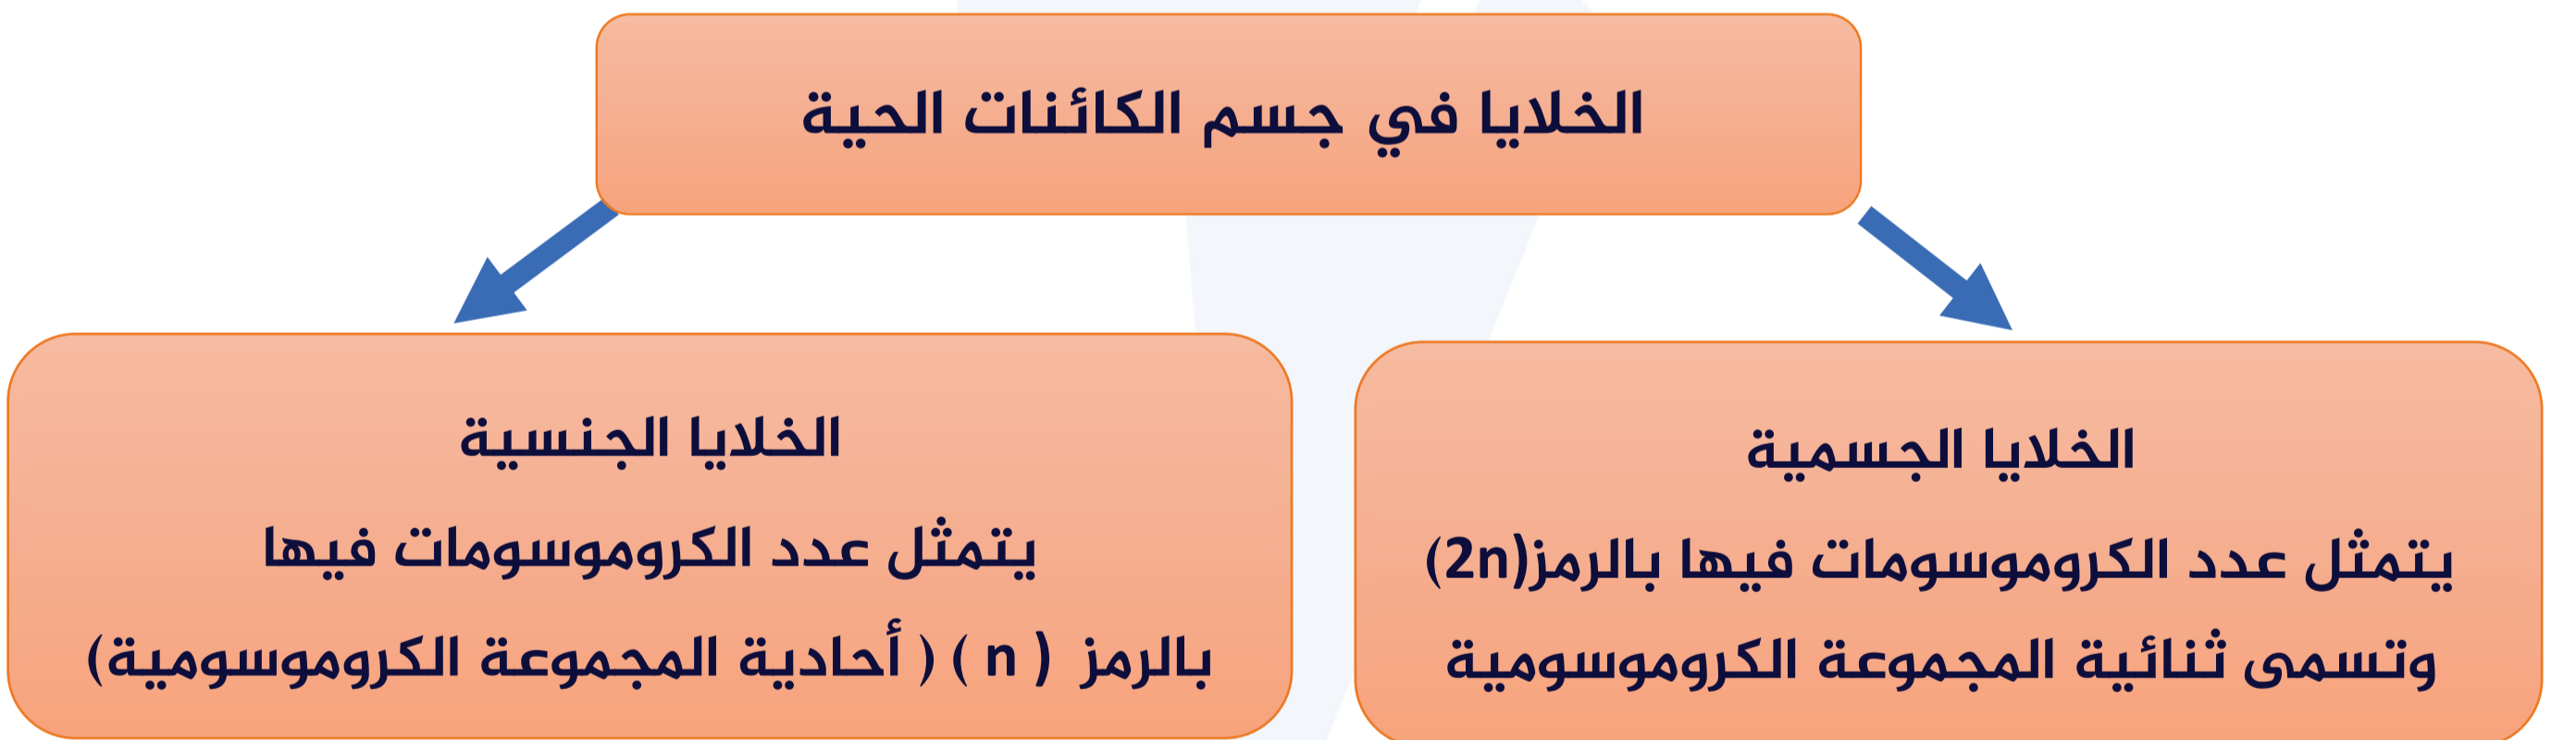 الخلايا في جسم الكائنات الحية
الخلايا الجسمية
يتمثل عدد الكروموسومات فيها بالرمز(2n)
وتسمى ثنائية المجموعة الكروموسومية
الخلايا الجنسية
يتمثل عدد الكروموسومات فيها
بالرمز ( n ) ( أحادية المجموعة الكروموسومية)